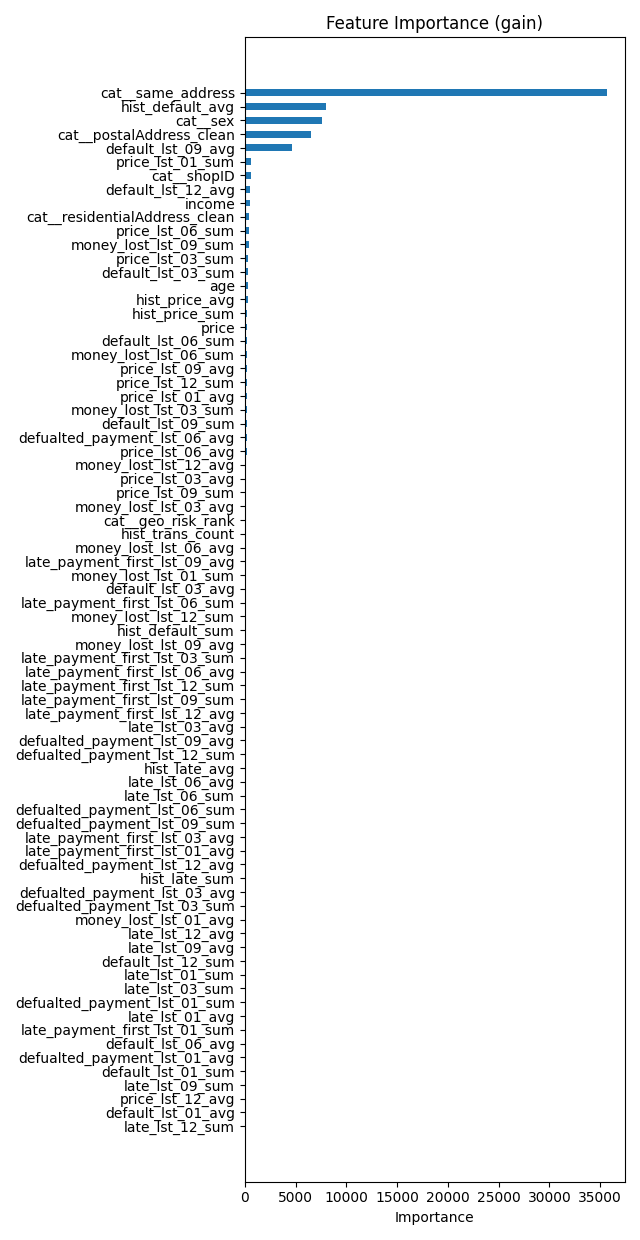 Feature Importance (gain)
cat__same_address
hist_default_avg
cat__sex
cat__postalAddress_clean
default_lst_09_avg
price_lst_01_sum
cat__shopID
default_lst_12_avg
income
cat__residentialAddress_clean
price_lst_06_sum
money_lost_lst_09_sum
price_lst_03_sum
default_lst_03_sum
age
hist_price_avg
hist_price_sum
price
default_lst_06_sum
money_lost_lst_06_sum
price_lst_09_avg
price_lst_12_sum
price_lst_01_avg
money_lost_lst_03_sum
default_lst_09_sum
defualted_payment_lst_06_avg
price_lst_06_avg
money_lost_lst_12_avg
price_lst_03_avg
price_lst_09_sum
money_lost_lst_03_avg
cat__geo_risk_rank
hist_trans_count
money_lost_lst_06_avg
late_payment_first_lst_09_avg
money_lost_lst_01_sum
default_lst_03_avg
late_payment_first_lst_06_sum
money_lost_lst_12_sum
hist_default_sum
money_lost_lst_09_avg
late_payment_first_lst_03_sum
late_payment_first_lst_06_avg
late_payment_first_lst_12_sum
late_payment_first_lst_09_sum
late_payment_first_lst_12_avg
late_lst_03_avg
defualted_payment_lst_09_avg
defualted_payment_lst_12_sum
hist_late_avg
late_lst_06_avg
late_lst_06_sum
defualted_payment_lst_06_sum
defualted_payment_lst_09_sum
late_payment_first_lst_03_avg
late_payment_first_lst_01_avg
defualted_payment_lst_12_avg
hist_late_sum
defualted_payment_lst_03_avg
defualted_payment_lst_03_sum
money_lost_lst_01_avg
late_lst_12_avg
late_lst_09_avg
default_lst_12_sum
late_lst_01_sum
late_lst_03_sum
defualted_payment_lst_01_sum
late_lst_01_avg
late_payment_first_lst_01_sum
default_lst_06_avg
defualted_payment_lst_01_avg
default_lst_01_sum
late_lst_09_sum
price_lst_12_avg
default_lst_01_avg
late_lst_12_sum
0 5000 10000 15000 20000 25000 30000 35000
Importance